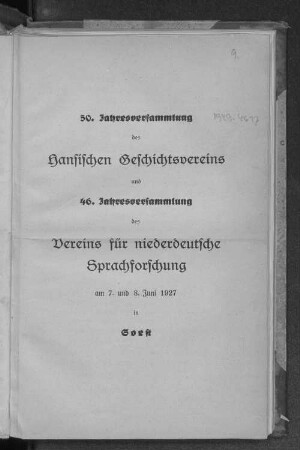 50. Jahresversammlung
des
Hansischen Geschichtsvereins
und
46. Jahresversammlung
des
Vereins für niederdeutsche
Sprachforschung
am 7. und 8. Juni 1927
in
Soest